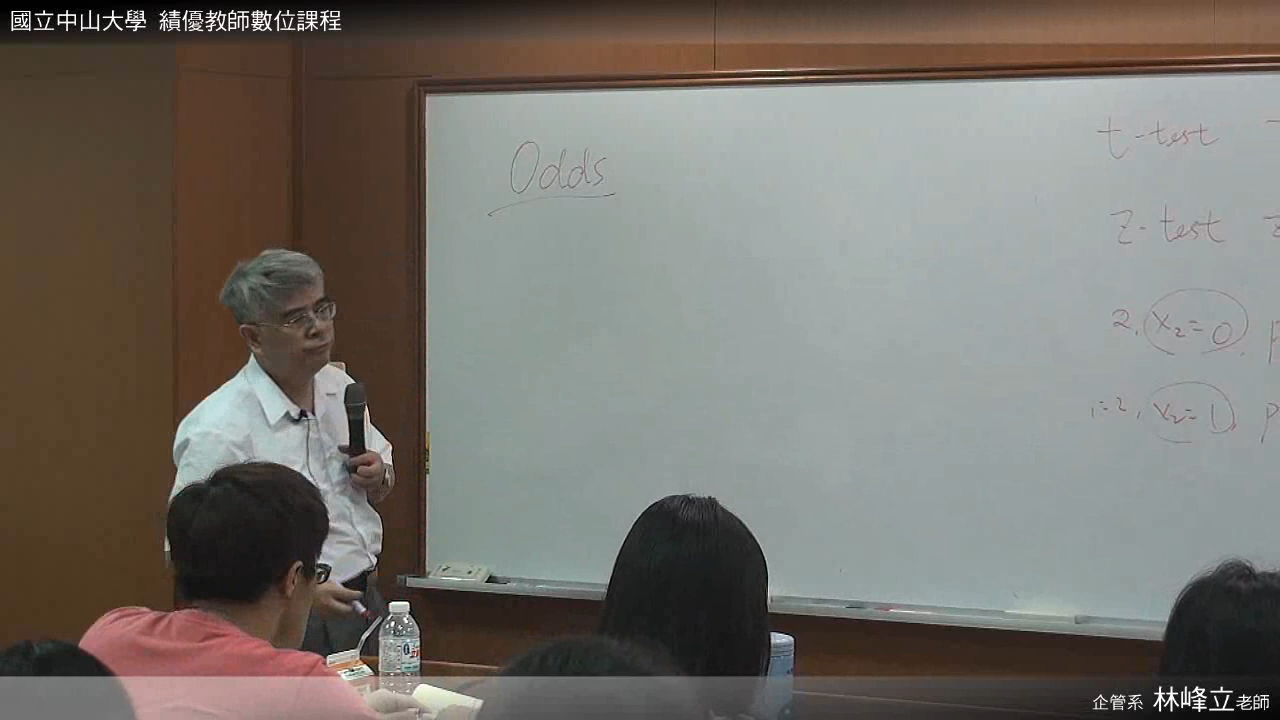 國立中山大學 績優教師數位課程
Odds
t-test
z-test
2, X₂=0, P
i=2, X₂=1, P
企管系 林峰立老師